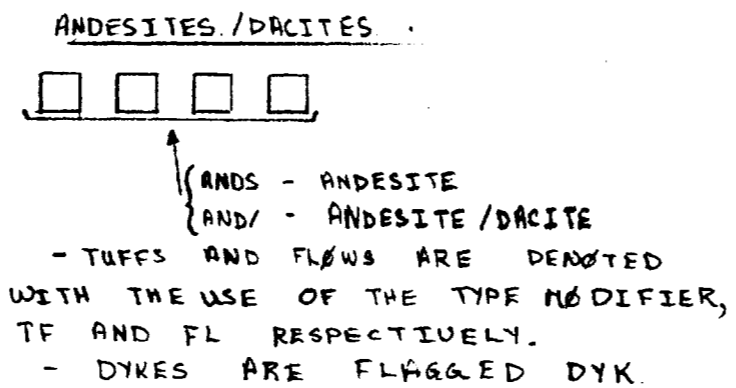 ANDESITES./DACITES.
ANDS - ANDESITE
AND/ - ANDESITE/DACITE
- TUFFS AND FLØWS ARE DENØTED
WITH THE USE OF THE TYPE MØDIFIER,
TF AND FL RESPECTIVELY.
- DYKES ARE FLAGGED DYK.